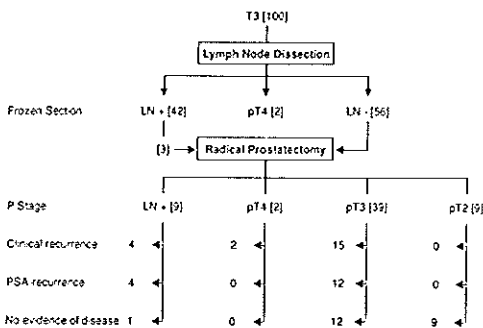 T3 [100]
Lymph Node Dissection
Frozen Section LN + [42] pT4 [2] LN - [56]
[3] Radical Prostatectomy
P Stage LN + [9] pT4 [2] pT3 [39] pT2 [9]
Clinical recurrence 4 2 15 0
PSA recurrence 4 0 12 0
No evidence of disease 1 0 12 9